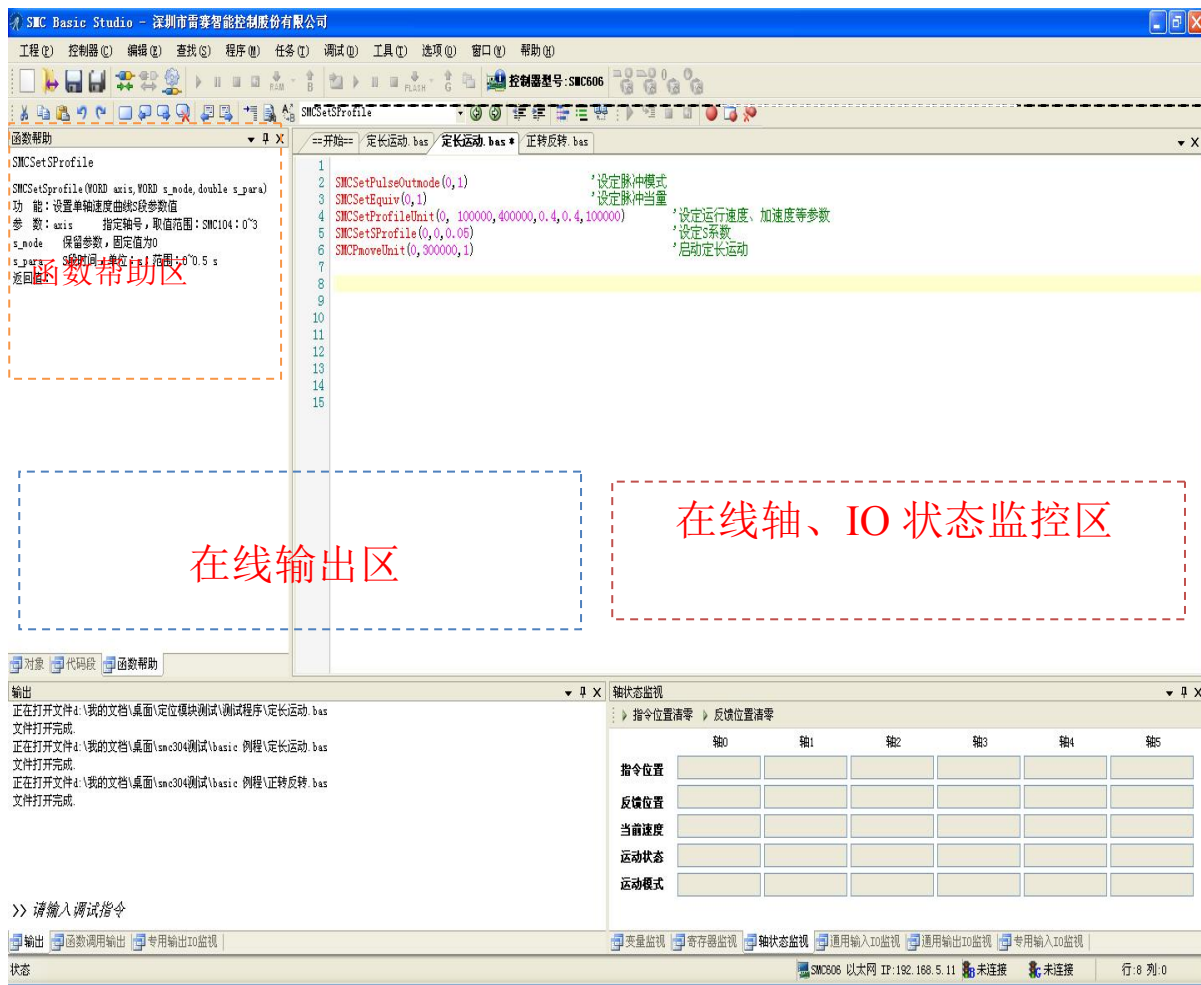 SMC Basic Studio - 深圳市雷赛智能控制股份有限公司
工程(P) 控制器(C) 编辑(E) 查找(S) 程序(M) 任务(T) 调试(D) 工具(T) 选项(O) 窗口(W) 帮助(H)
RAM B FLASH G 控制器型号:SMC606
SMCSetSProfile
函数帮助
==开始== 定长运动.bas 定长运动.bas * 正转反转.bas
SMCSetSProfile
SMCSetSprofile(WORD axis,WORD s_mode,double s_para)
功 能：设置单轴速度曲线S段参数值
参 数：axis 指定轴号，取值范围：SMC104：0~3
s_mode 保留参数，固定值为0
s_para S段时间，单位：s；范围：0~0.5 s
返回值：
函数帮助区
1
2 SMCSetPulseOutmode(0,1) '设定脉冲模式
3 SMCSetEquiv(0,1) '设定脉冲当量
4 SMCSetProfileUnit(0, 100000,400000,0.4,0.4,100000) '设定运行速度、加速度等参数
5 SMCSetSProfile(0,0,0.05) '设定S系数
6 SMCPmoveUnit(0,300000,1) '启动定长运动
7
8
9
10
11
12
13
14
15
在线输出区
在线轴、IO 状态监控区
对象 代码段 函数帮助
输出
正在打开文件d:\我的文档\桌面\定位模块测试\测试程序\定长运动.bas
文件打开完成.
正在打开文件d:\我的文档\桌面\smc304测试\basic 例程\定长运动.bas
文件打开完成.
正在打开文件d:\我的文档\桌面\smc304测试\basic 例程\正转反转.bas
文件打开完成.
>> 请输入调试指令
输出 函数调用输出 专用输出IO监视
轴状态监视
指令位置清零 反馈位置清零
轴0 轴1 轴2 轴3 轴4 轴5
指令位置
反馈位置
当前速度
运动状态
运动模式
变量监视 寄存器监视 轴状态监视 通用输入IO监视 通用输出IO监视 专用输入IO监视
状态 SMC606 以太网 IP:192.168.5.11 B 未连接 G 未连接 行:8 列:0